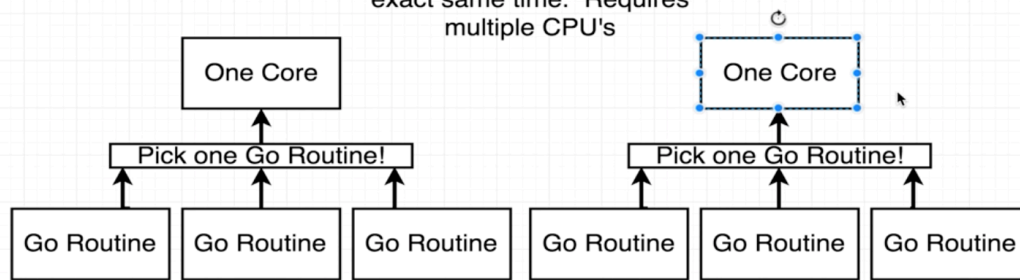 exact same time. Requires
multiple CPU's
One Core
One Core
Pick one Go Routine!
Pick one Go Routine!
Go Routine
Go Routine
Go Routine
Go Routine
Go Routine
Go Routine